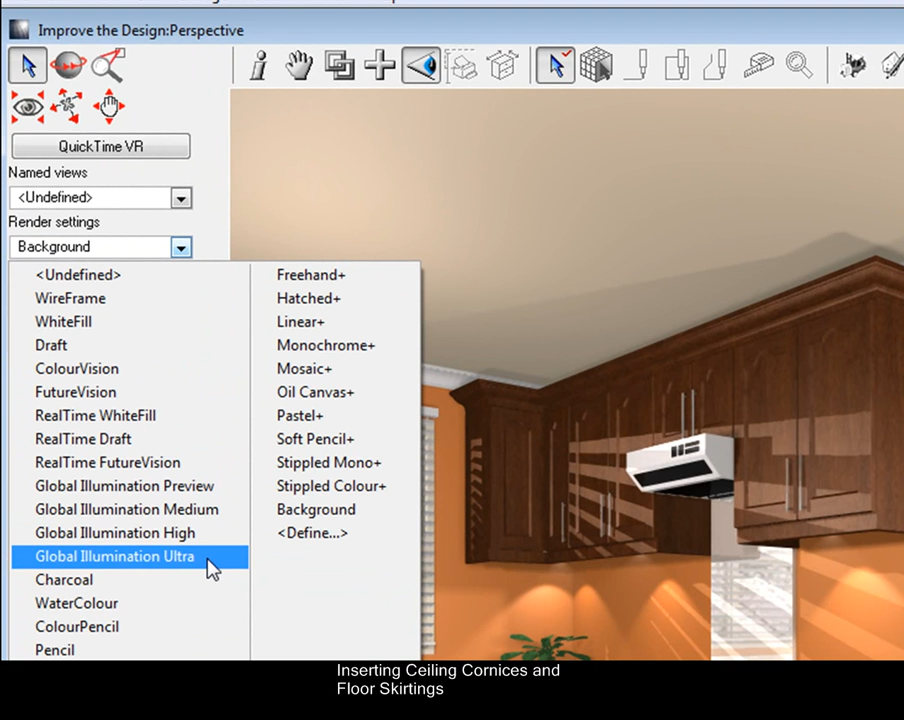 Improve the Design:Perspective
QuickTime VR
Named views
<Undefined>
Render settings
Background
<Undefined>
WireFrame
WhiteFill
Draft
ColourVision
FutureVision
RealTime WhiteFill
RealTime Draft
RealTime FutureVision
Global Illumination Preview
Global Illumination Medium
Global Illumination High
Global Illumination Ultra
Charcoal
WaterColour
ColourPencil
Pencil
Freehand+
Hatched+
Linear+
Monochrome+
Mosaic+
Oil Canvas+
Pastel+
Soft Pencil+
Stippled Mono+
Stippled Colour+
Background
<Define...>
Inserting Ceiling Cornices and
Floor Skirtings